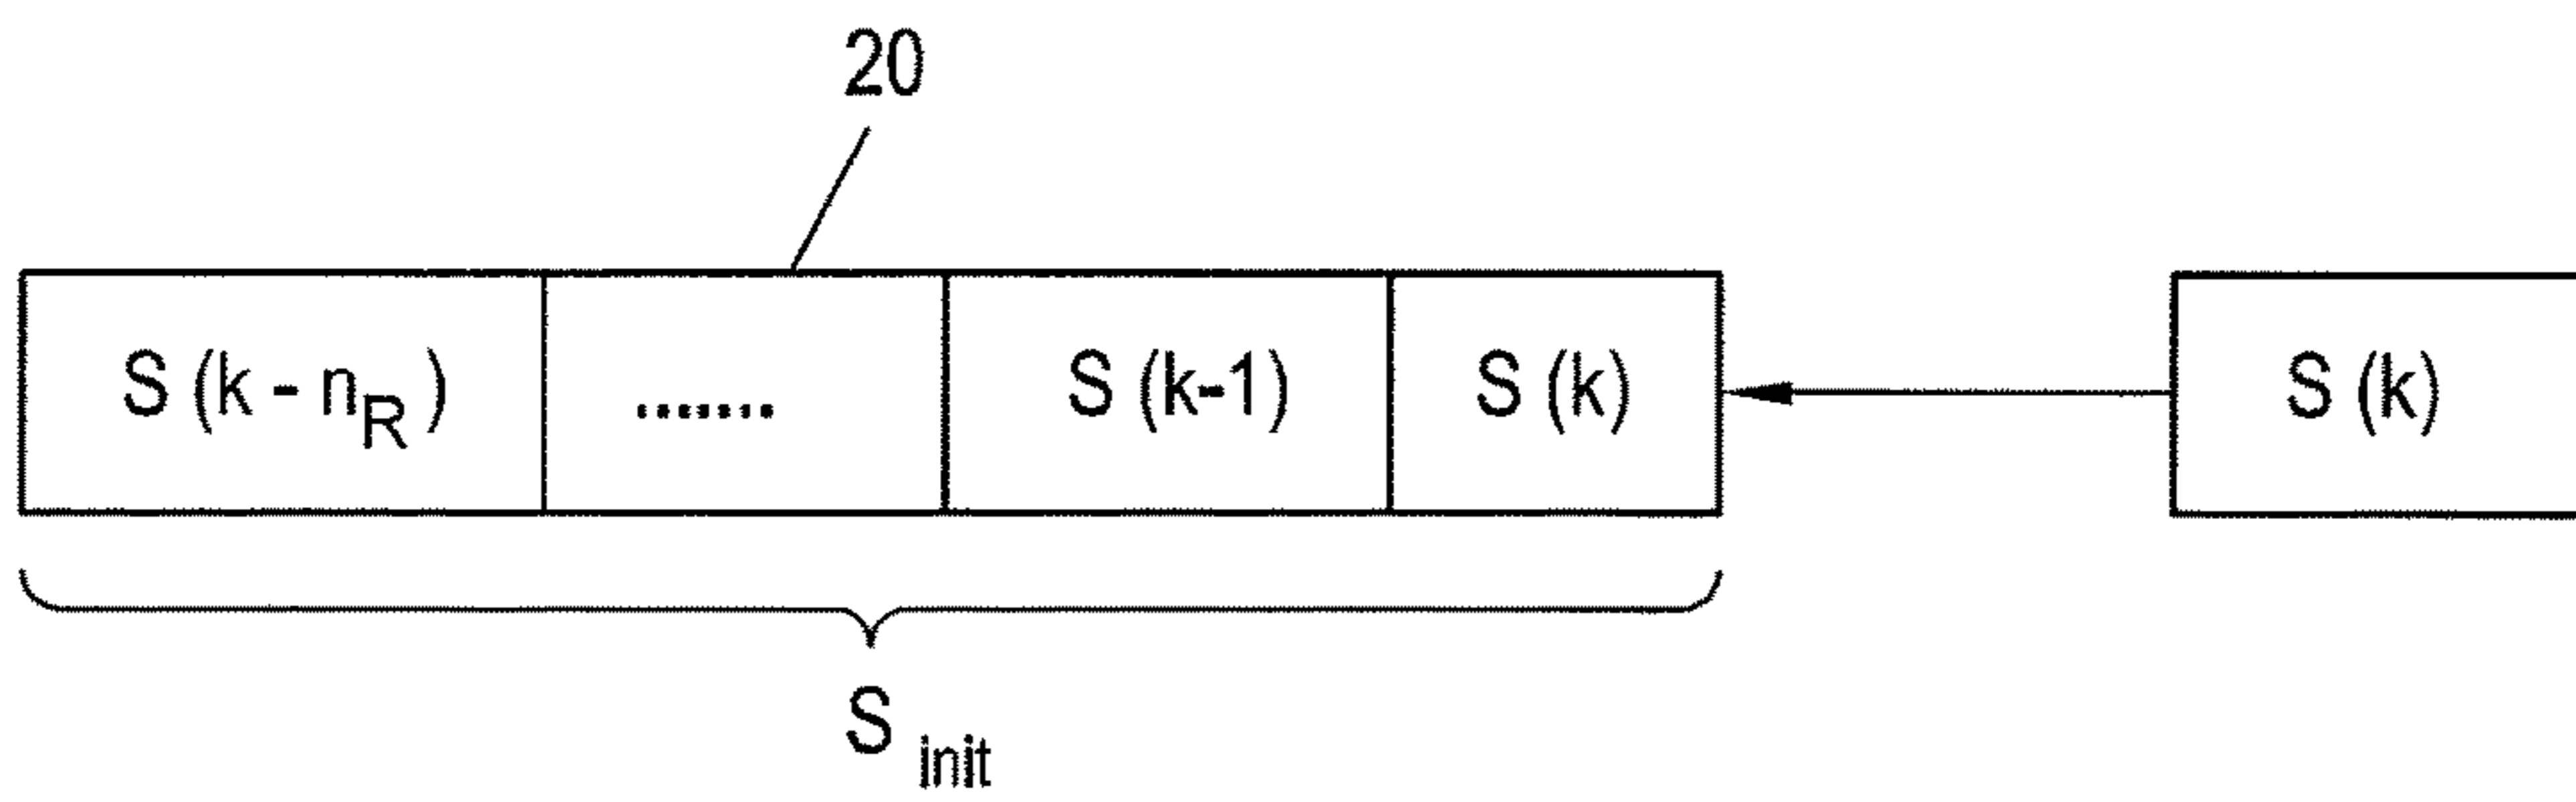 20
S (k - n_R) ....... S (k-1) S (k) S (k)
S init